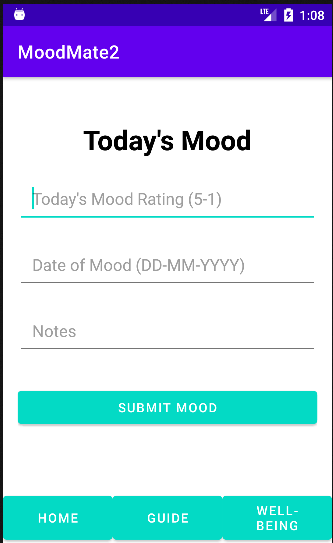 LTE 1:08
MoodMate2
Today's Mood
Today's Mood Rating (5-1)
Date of Mood (DD-MM-YYYY)
Notes
SUBMIT MOOD
HOME GUIDE WELL-
BEING